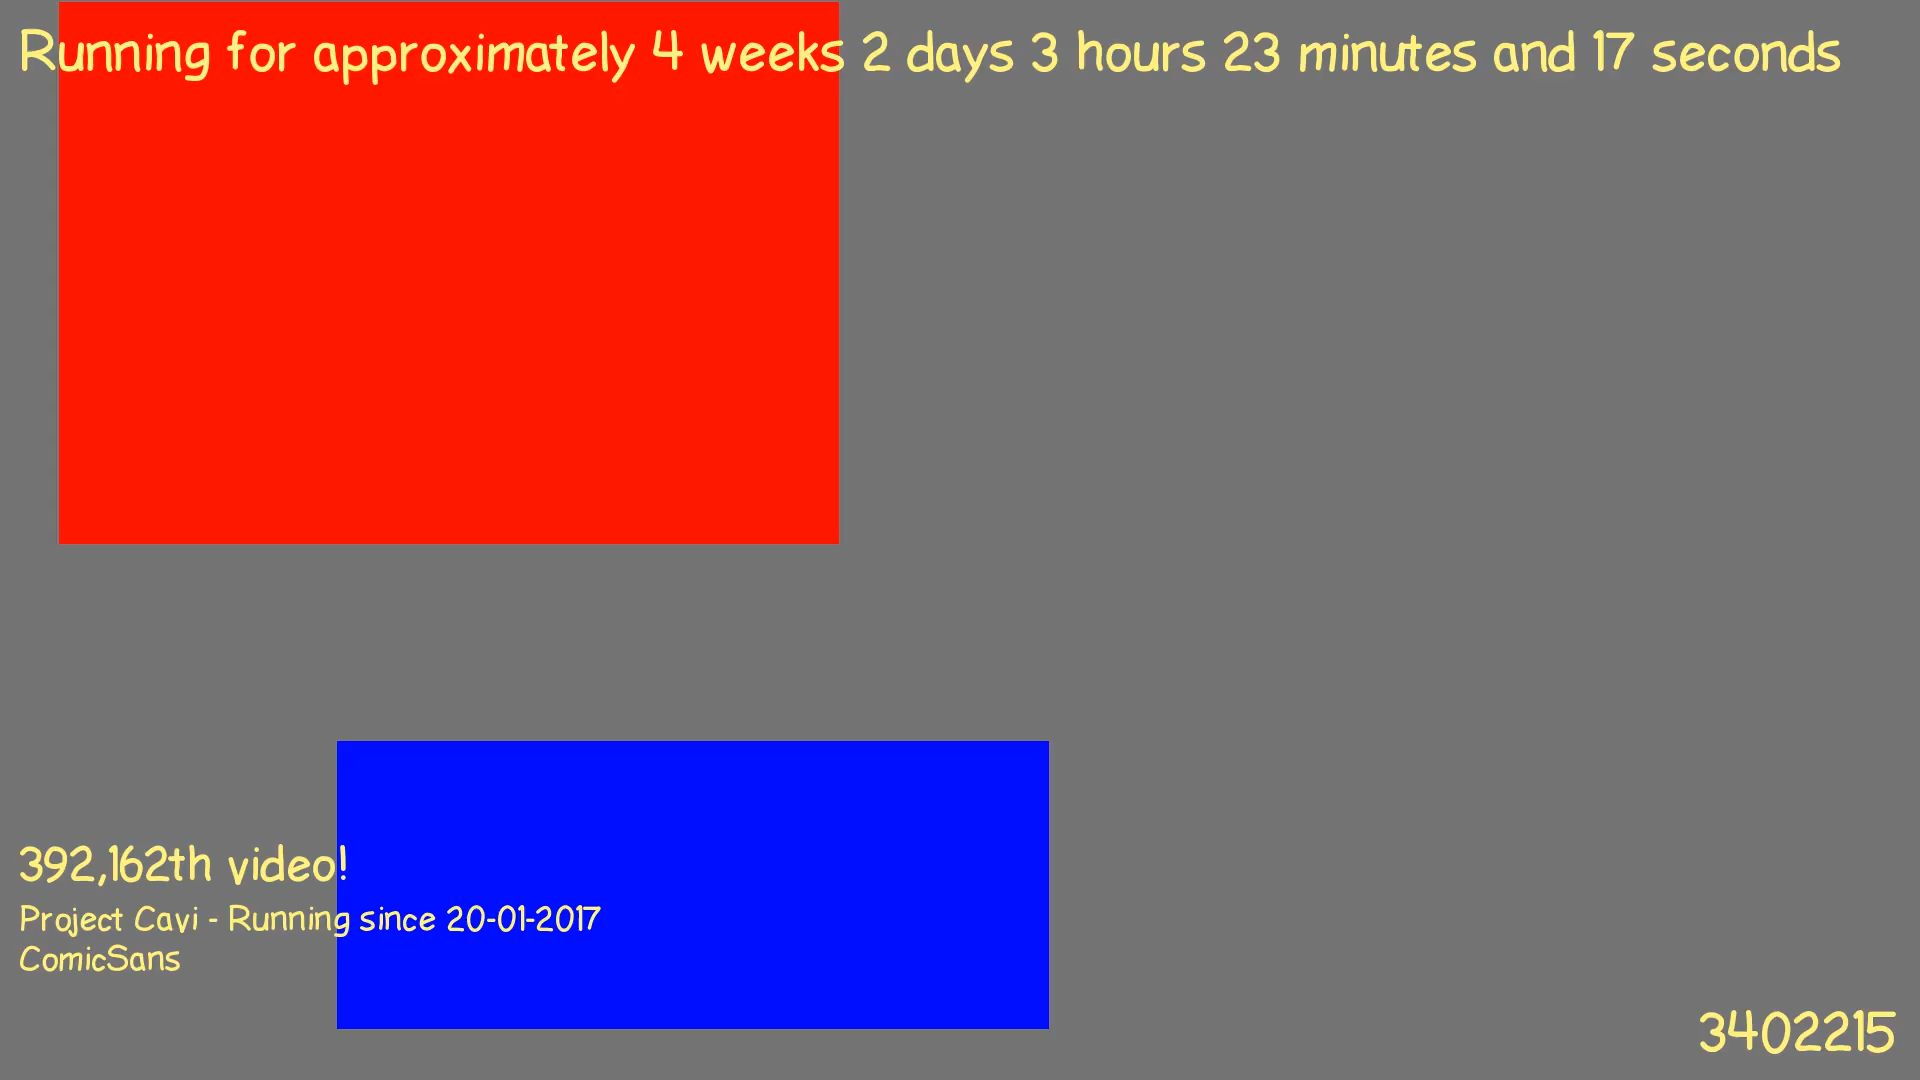 Running for approximately 4 weeks 2 days 3 hours 23 minutes and 17 seconds
392,162th video!
Project Cavi - Running since 20-01-2017
ComicSans
3402215